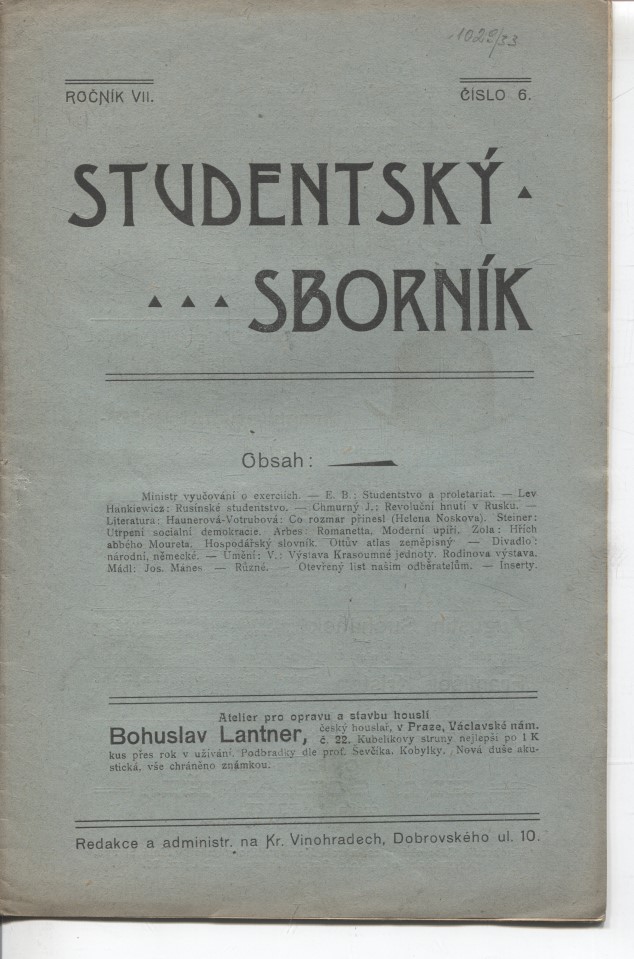 1029/33
ROČNÍK VII.
ČÍSLO 6.
STUDENTSKÝ
SBORNÍK
Obsah:
Ministr vyučování o exerciích. — E. B.: Studentstvo a proletariat. — Lev
Hankiewicz: Rusínské studentstvo. — Chmurný J.: Revoluční hnutí v Rusku. —
Literatura: Haunerová-Votrubová: Co rozmar přinesl (Helena Nosková). Steiner:
Utrpení sociální demokracie. Arbes: Romanetta, Moderní upíři. Zola: Hřích
abbého Moureta. Hospodářský slovník. Ottův atlas zeměpisný. — Divadlo:
národní, německé. — Umění: V.: Výstava Krasoumné jednoty. Rodinova výstava.
Mádl: Jos. Mánes. — Různé. — Otevřený list našim odběratelům. — Inserty.
Atelier pro opravu a stavbu houslí
Bohuslav Lantner, český houslař, v Praze, Václavské nám.
č. 22. Kubelíkovy struny nejlepší po 1 K
kus přes rok v užívání. Podbradky dle prof. Ševčíka. Kobylky. Nová duše aku-
stická, vše chráněno známkou.
Redakce a administr. na Kr. Vinohradech, Dobrovského ul. 10.